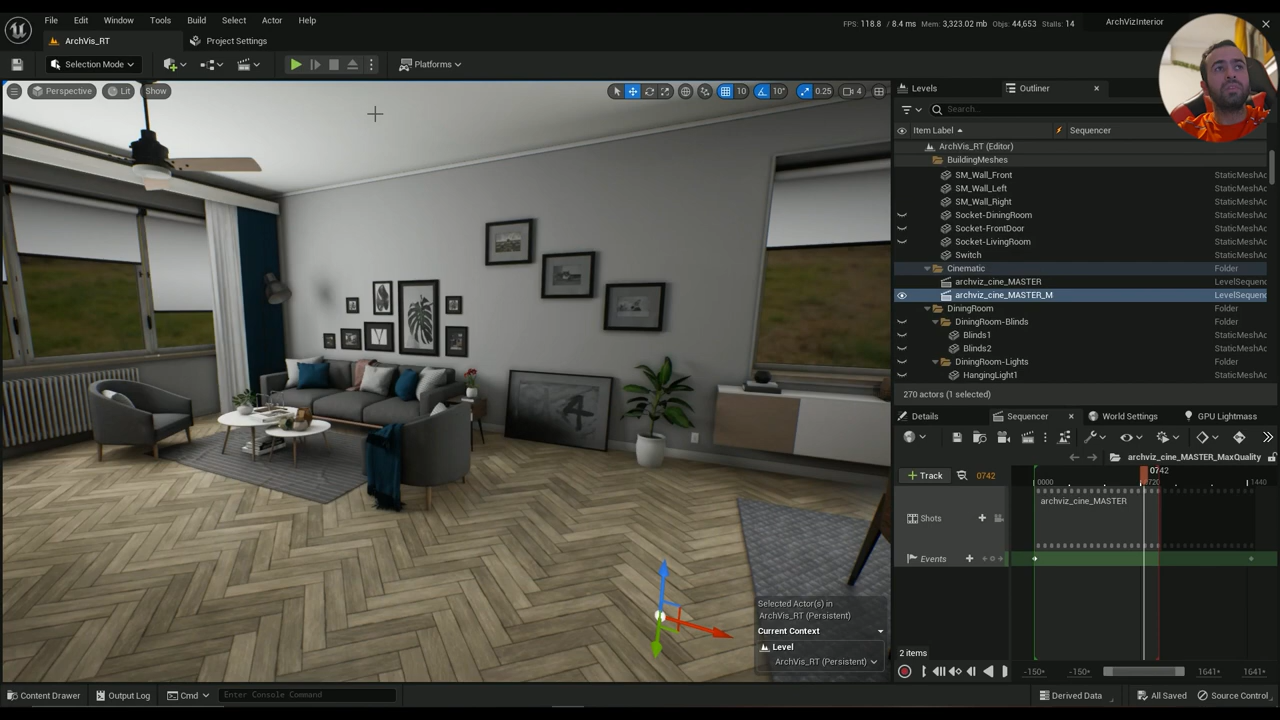 File Edit Window Tools Build Select Actor Help
FPS: 118.8 / 8.4 ms Mem: 3,323.02 mb Objs: 44,653 Stalls: 14
ArchVizInterior
ArchVis_RT
Project Settings
Selection Mode
Platforms
Perspective Lit Show
10 10° 0.25 4
Levels
Outliner
Search...
Item Label Sequencer
ArchVis_RT (Editor)
BuildingMeshes
SM_Wall_Front StaticMeshAc
SM_Wall_Left StaticMeshAc
SM_Wall_Right StaticMeshAc
Socket-DiningRoom StaticMeshAc
Socket-FrontDoor StaticMeshAc
Socket-LivingRoom StaticMeshAc
Switch StaticMeshAc
Cinematic Folder
archviz_cine_MASTER LevelSequenc
archviz_cine_MASTER_M LevelSequenc
DiningRoom Folder
DiningRoom-Blinds Folder
Blinds1 StaticMeshAc
Blinds2 StaticMeshAc
DiningRoom-Lights Folder
HangingLight1 StaticMeshAc
270 actors (1 selected)
Details
Sequencer
World Settings
GPU Lightmass
archviz_cine_MASTER_MaxQuality
Track
0742
0742
0000 720 1440
Shots
archviz_cine_MASTER
Events
2 items
-150+ -150+ 1641+ 1641+
Selected Actor(s) in
ArchVis_RT (Persistent)
Current Context
Level
ArchVis_RT (Persistent)
Content Drawer
Output Log
Cmd
Enter Console Command
Derived Data
All Saved
Source Control